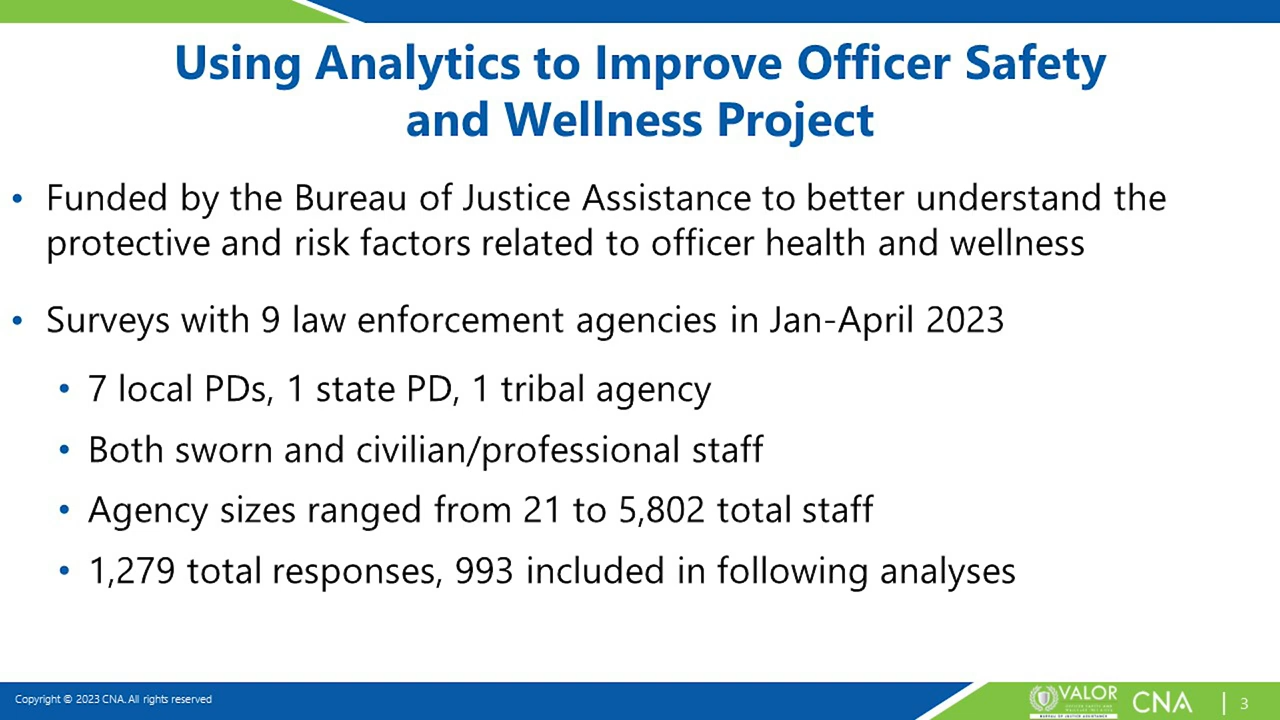 Using Analytics to Improve Officer Safety
and Wellness Project
• Funded by the Bureau of Justice Assistance to better understand the
protective and risk factors related to officer health and wellness
• Surveys with 9 law enforcement agencies in Jan-April 2023
• 7 local PDs, 1 state PD, 1 tribal agency
• Both sworn and civilian/professional staff
• Agency sizes ranged from 21 to 5,802 total staff
• 1,279 total responses, 993 included in following analyses
Copyright © 2023 CNA. All rights reserved
VALOR
BUREAU OF JUSTICE ASSISTANCE
CNA
| 3